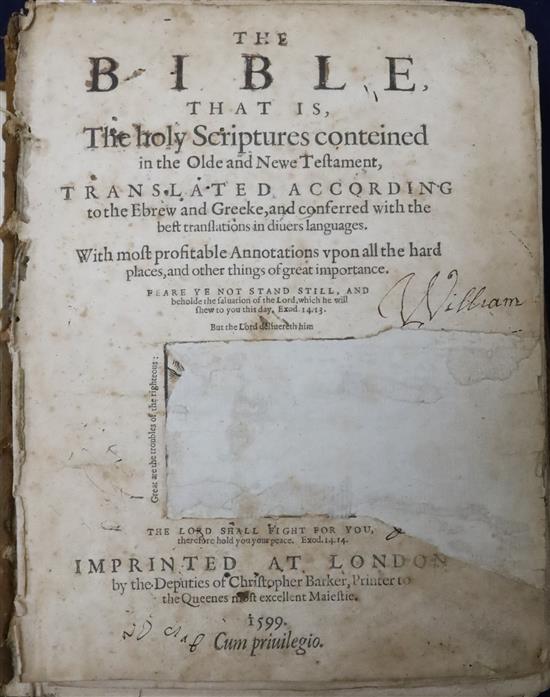 THE
BIBLE,
THAT IS,
The holy Scriptures conteined
in the Olde and Newe Testament,
TRANSLATED ACCORDING
to the Ebrew and Greeke, and conferred with the
best translations in diuers languages.
With most profitable Annotations vpon all the hard
places, and other things of great importance.
FEARE YE NOT STAND STILL, AND
beholde the saluation of the Lord, which he will
shew to you this day. Exod. 14.13.
William
But the Lord deliuereth him
Great are the troubles of the righteous:
THE LORD SHALL FIGHT FOR YOU,
therefore hold you your peace. Exod. 14.14.
IMPRINTED AT LONDON
by the Deputies of Christopher Barker, Printer to
the Queenes most excellent Maiestie.
1599.
Cum priuilegio.